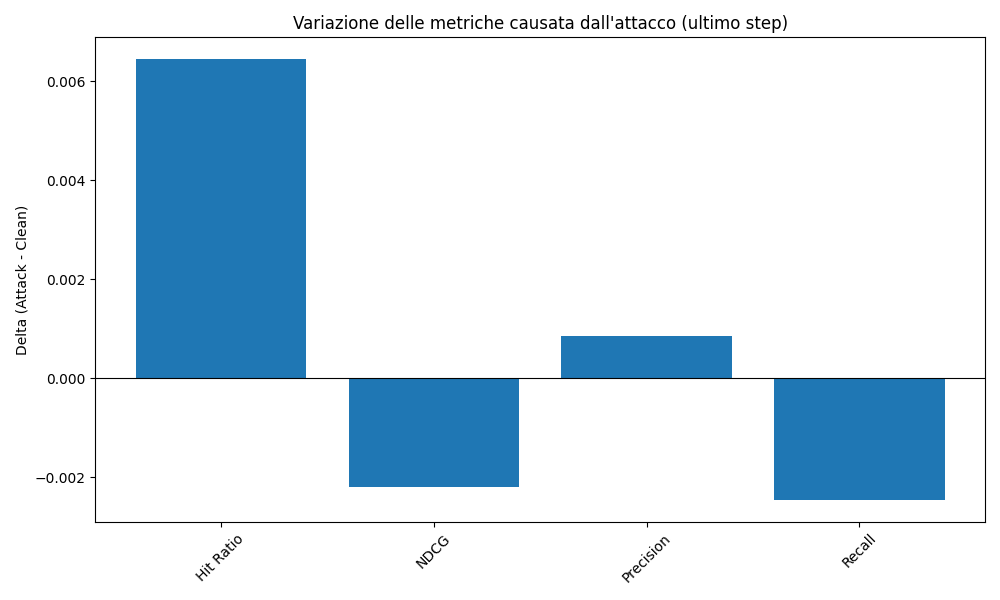 Variazione delle metriche causata dall'attacco (ultimo step)
Delta (Attack - Clean)
0.006
0.004
0.002
0.000
−0.002
Hit Ratio
NDCG
Precision
Recall